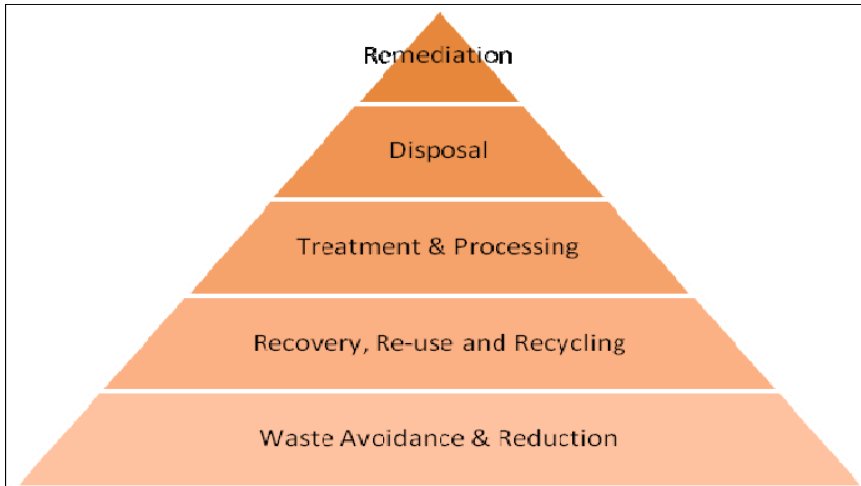 Remediation
Disposal
Treatment & Processing
Recovery, Re-use and Recycling
Waste Avoidance & Reduction